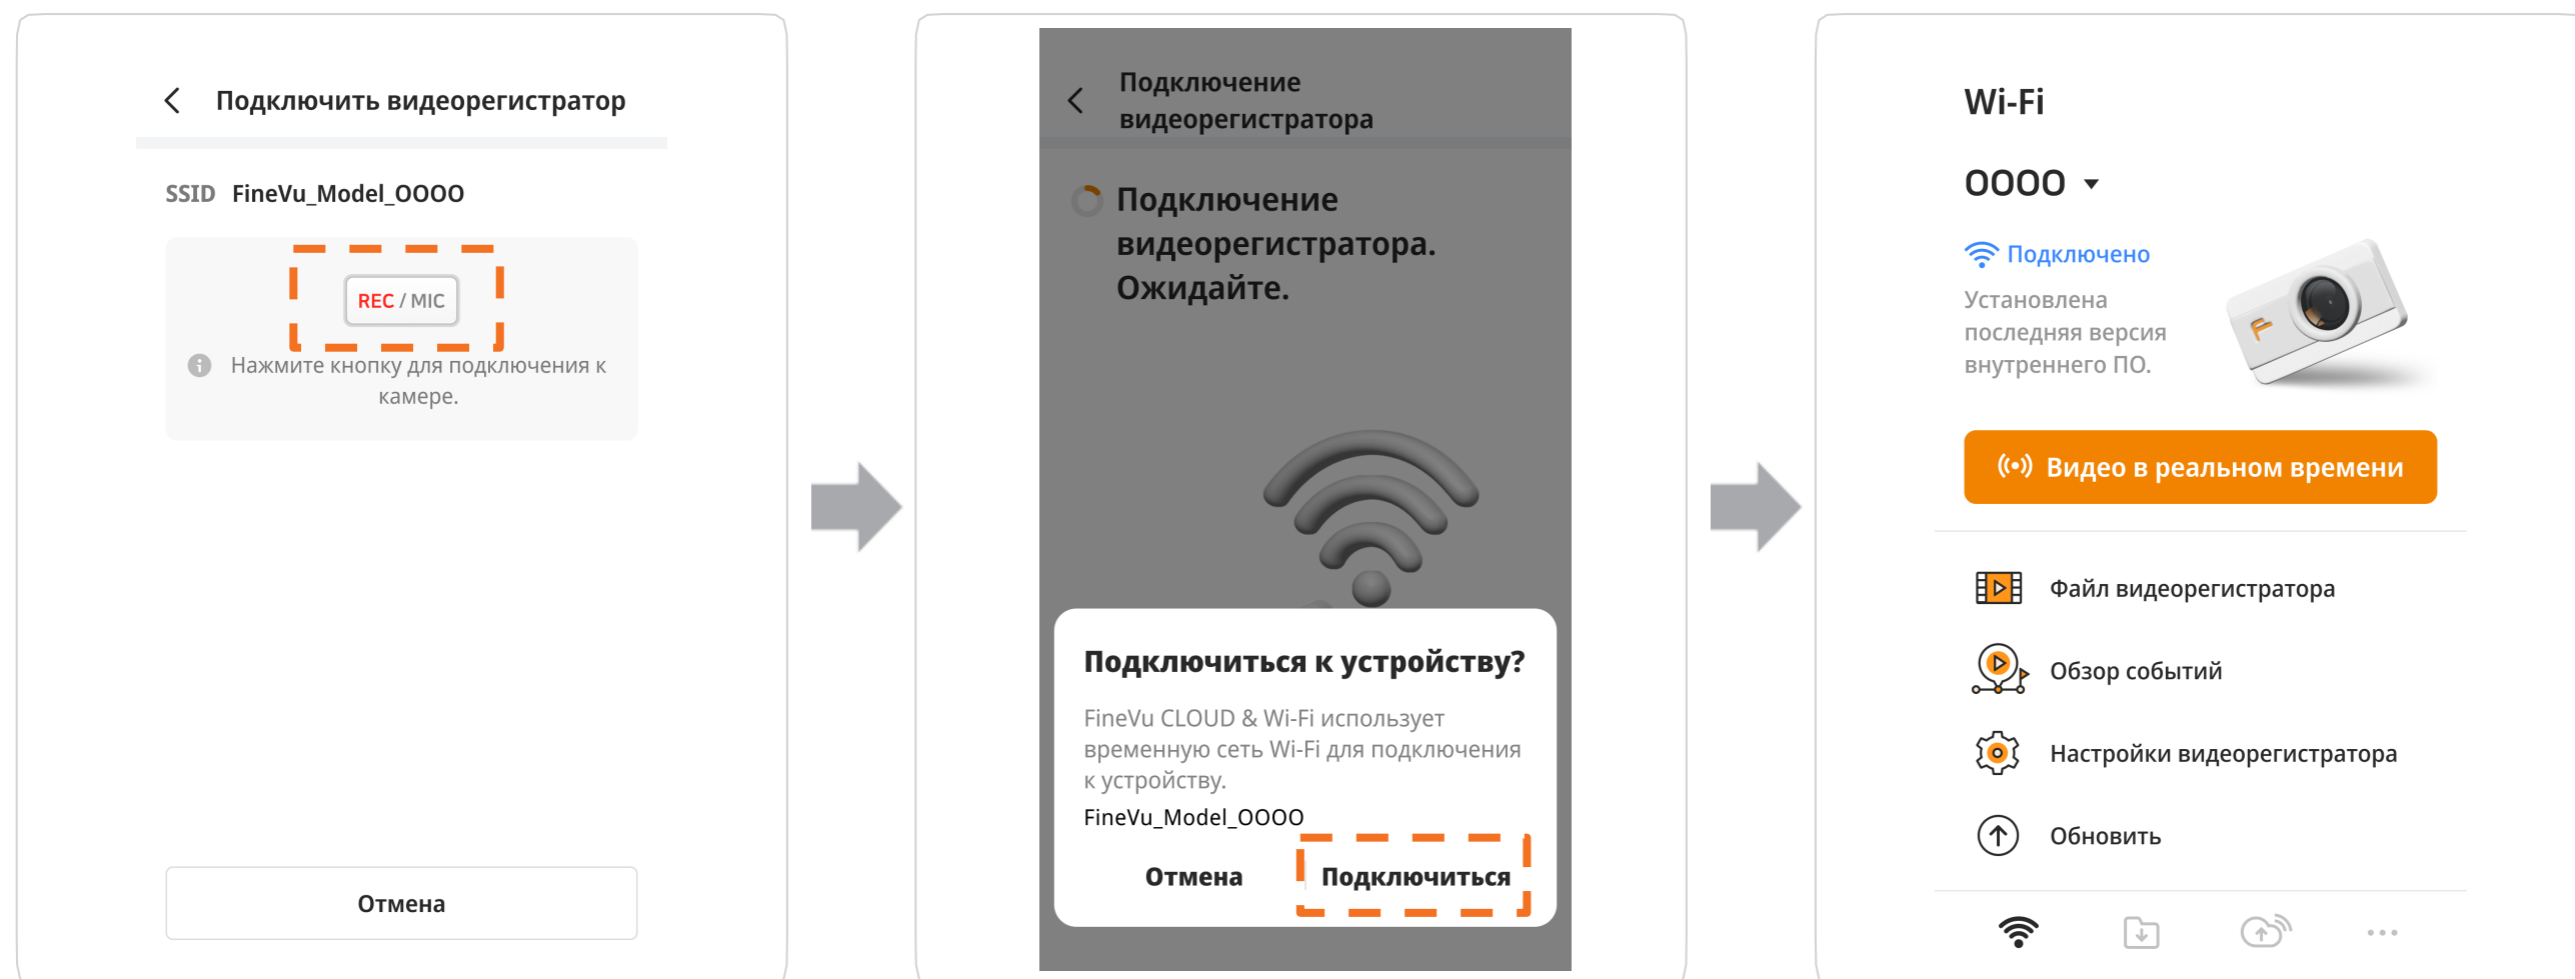 Подключить видеорегистратор
SSID FineVu_Model_OOOO
REC / MIC
Нажмите кнопку для подключения к
камере.
Отмена
Подключение
видеорегистратора
Подключение
видеорегистратора.
Ожидайте.
Подключиться к устройству?
FineVu CLOUD & Wi-Fi использует
временную сеть Wi-Fi для подключения
к устройству.
FineVu_Model_OOOO
Отмена Подключиться
Wi-Fi
OOOO
Подключено
Установлена
последняя версия
внутреннего ПО.
Видео в реальном времени
Файл видеорегистратора
Обзор событий
Настройки видеорегистратора
Обновить